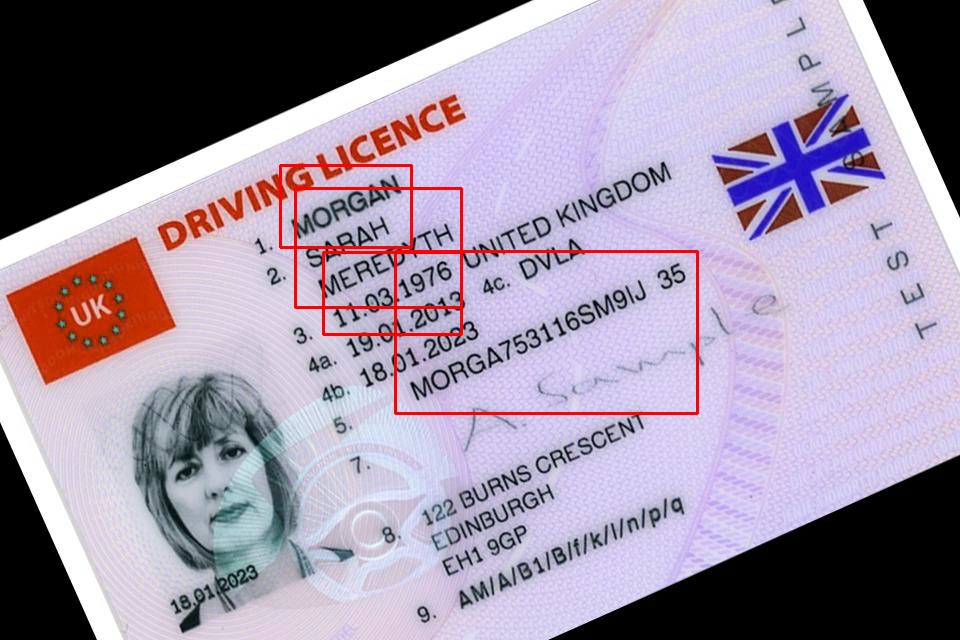 DRIVING LICENCE
UK
1. MORGAN
2. SARAH
MEREDYTH
3. 11.03.1976 UNITED KINGDOM
4a. 19.01.2013 4c. DVLA
4b. 18.01.2023
5. MORGA753116SM9IJ 35
7. A Sample
8. 122 BURNS CRESCENT
EDINBURGH
EH1 9GP
18.01.2023
9. AM/A/B1/B/f/k/l/n/p/q
TEST SAMPLE